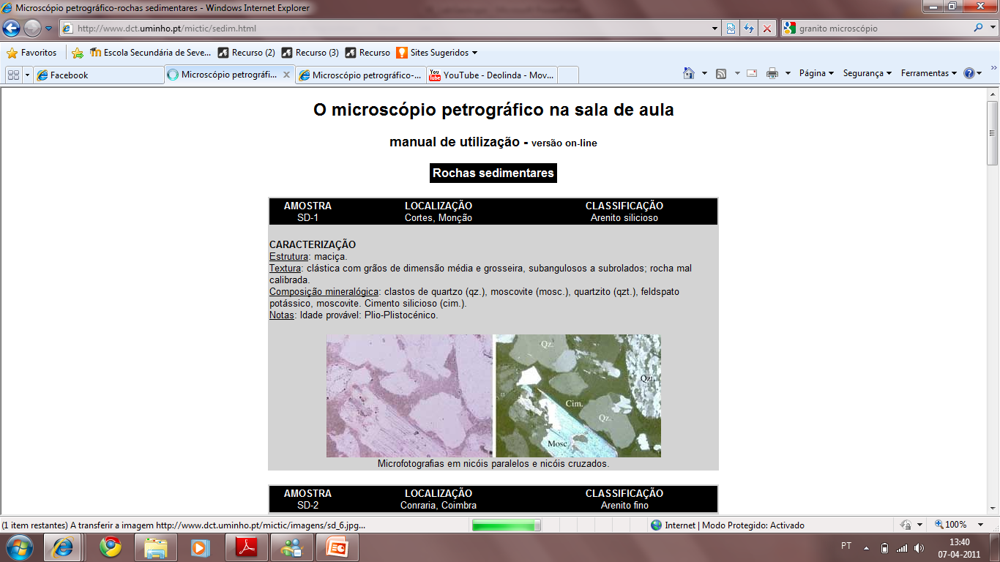 Microscópio petrográfico-rochas sedimentares - Windows Internet Explorer
http://www.dct.uminho.pt/mictic/sedim.html
granito microscópio
Favoritos
Escola Secundária de Seve...
Recurso (2)
Recurso (3)
Recurso
Sites Sugeridos
Facebook
Microscópio petrográfi...
Microscópio petrográfico-...
YouTube - Deolinda - Mov...
Página
Segurança
Ferramentas
O microscópio petrográfico na sala de aula
manual de utilização - versão on-line
Rochas sedimentares
AMOSTRA LOCALIZAÇÃO CLASSIFICAÇÃO
SD-1 Cortes, Monção Arenito silicioso
CARACTERIZAÇÃO
Estrutura: maciça.
Textura: clástica com grãos de dimensão média e grosseira, subangulosos a subrolados; rocha mal
calibrada.
Composição mineralógica: clastos de quartzo (qz.), moscovite (mosc.), quartzito (qzt.), feldspato
potássico, moscovite. Cimento silicioso (cim.).
Notas: Idade provável: Plio-Plistocénico.
Qz.
Qzt.
Cim.
Qz.
Mosc.
Microfotografias em nicóis paralelos e nicóis cruzados.
AMOSTRA LOCALIZAÇÃO CLASSIFICAÇÃO
SD-2 Conraria, Coimbra Arenito fino
(1 item restantes) A transferir a imagem http://www.dct.uminho.pt/mictic/imagens/sd_6.jpg...
Internet | Modo Protegido: Activado
100%
PT
13:40
07-04-2011